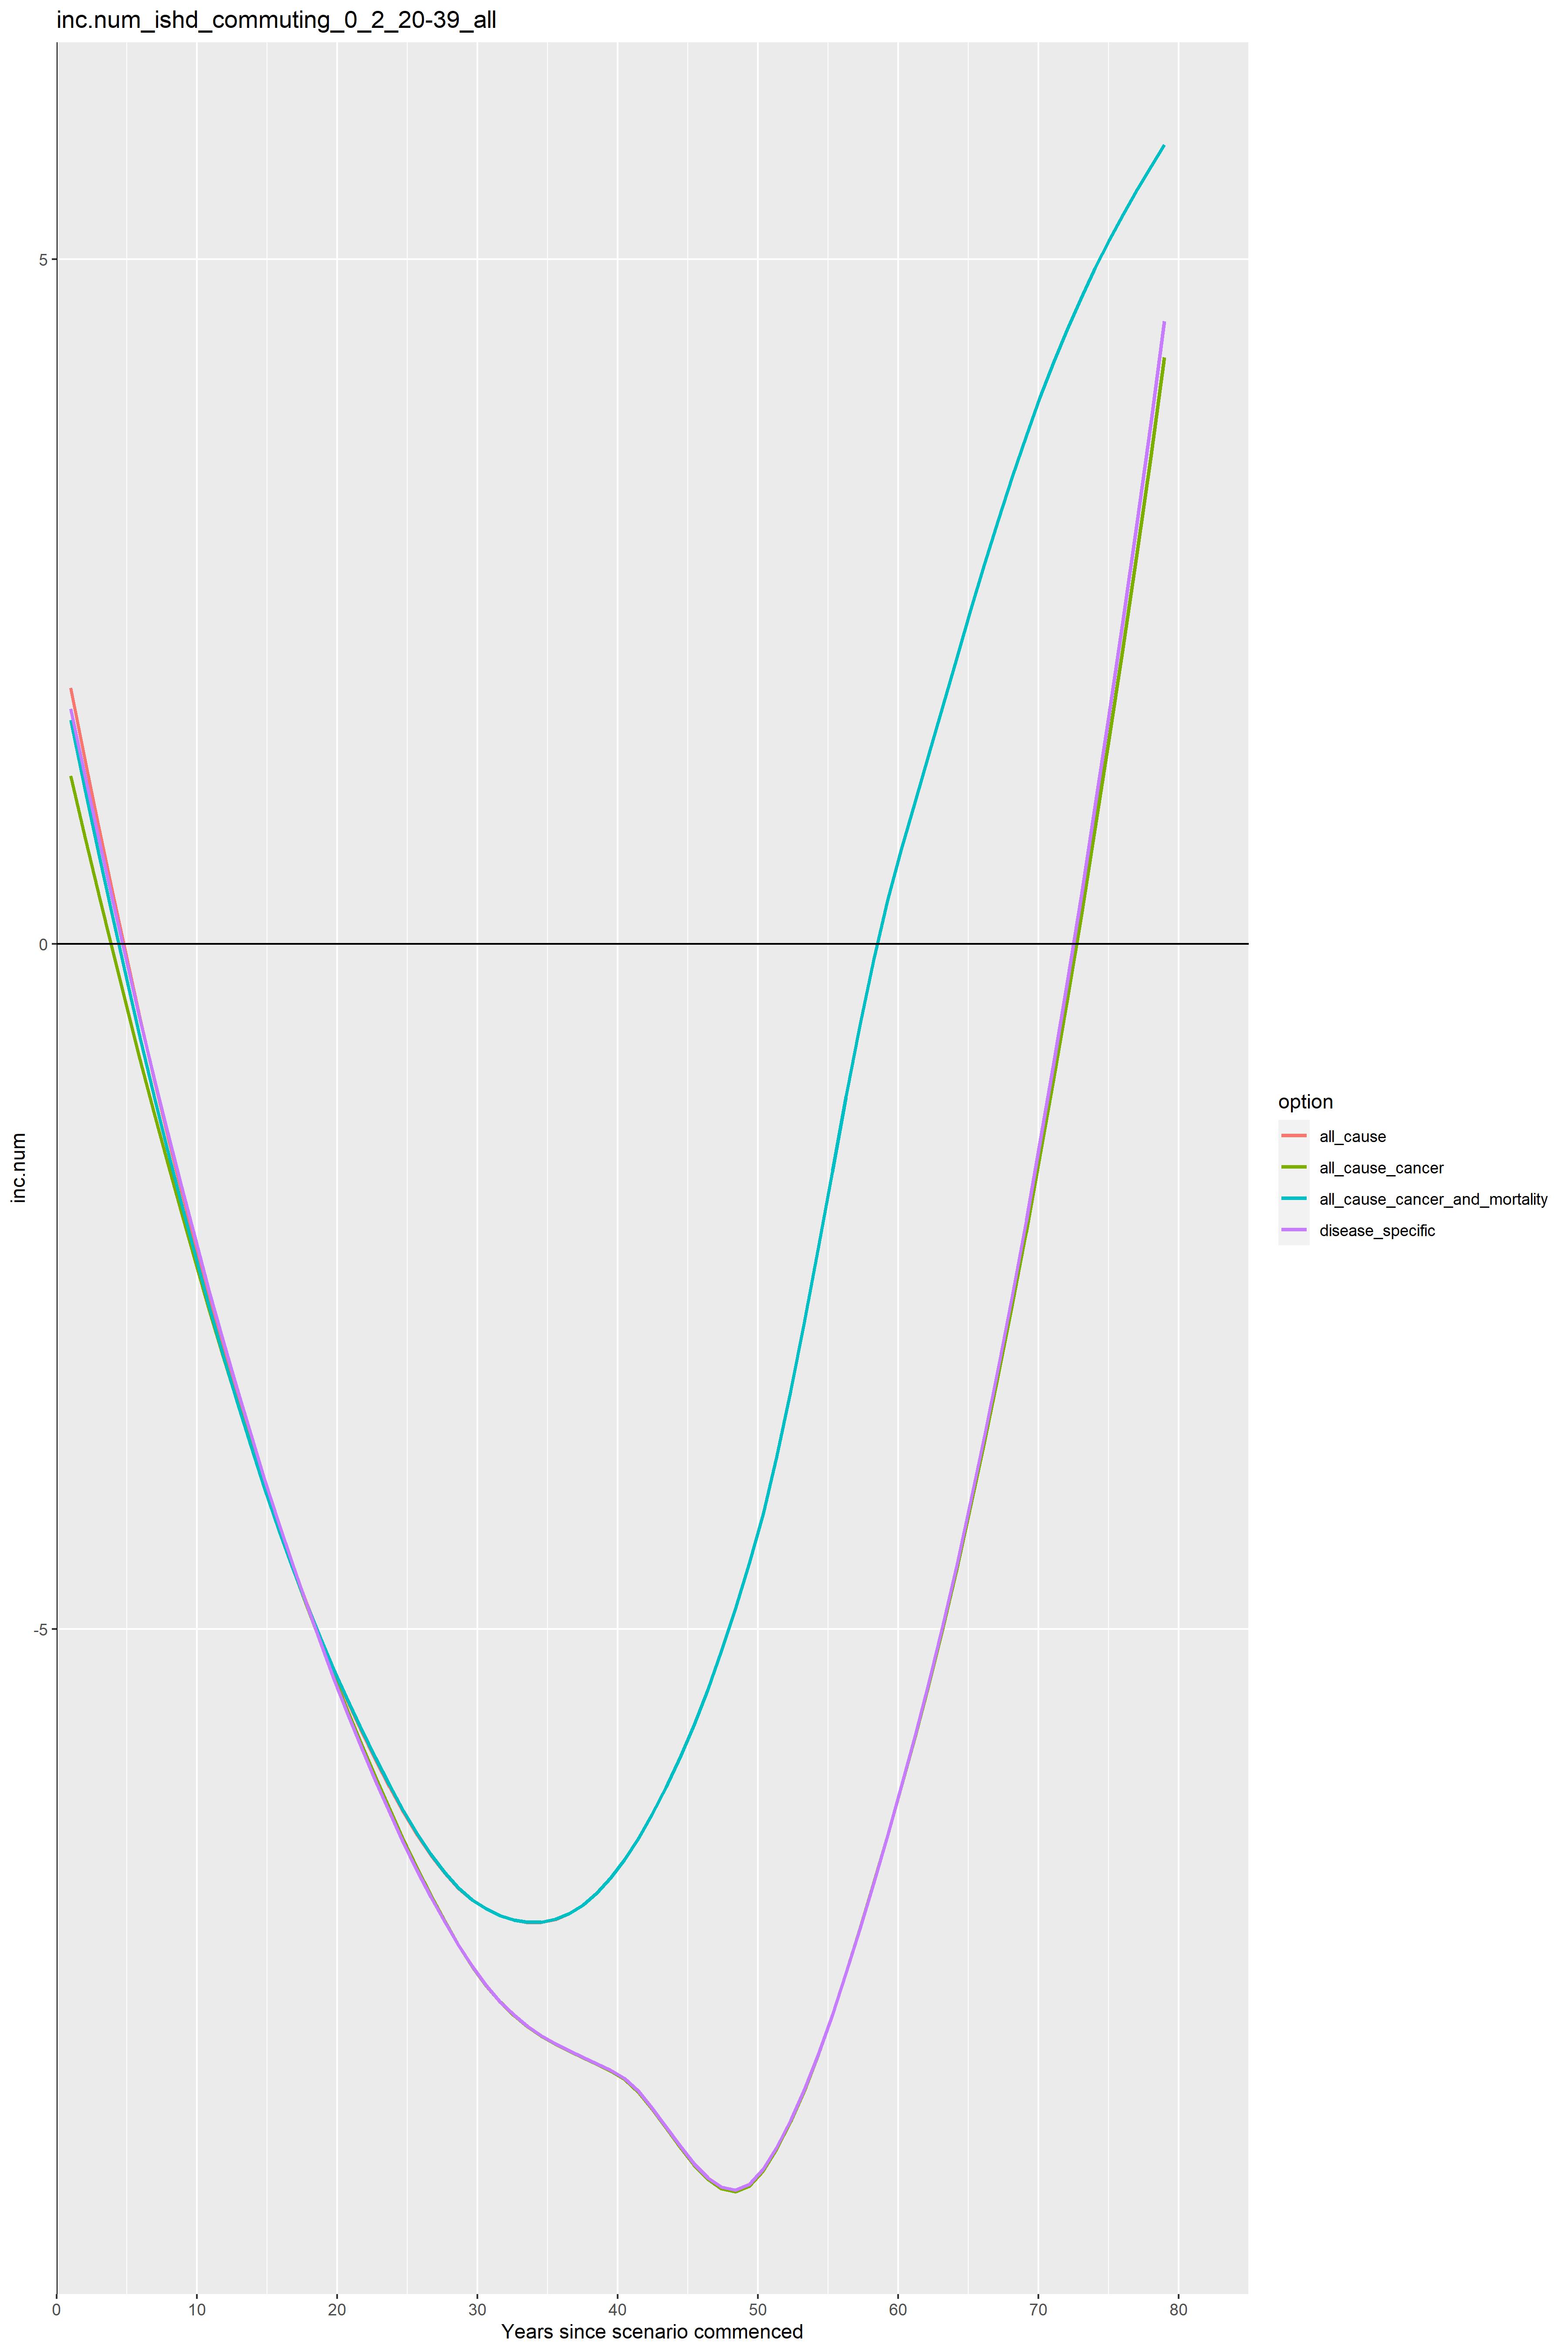 inc.num_ishd_commuting_0_2_20-39_all
5
0
-5
inc.num
0 10 20 30 40 50 60 70 80
Years since scenario commenced
option
all_cause
all_cause_cancer
all_cause_cancer_and_mortality
disease_specific